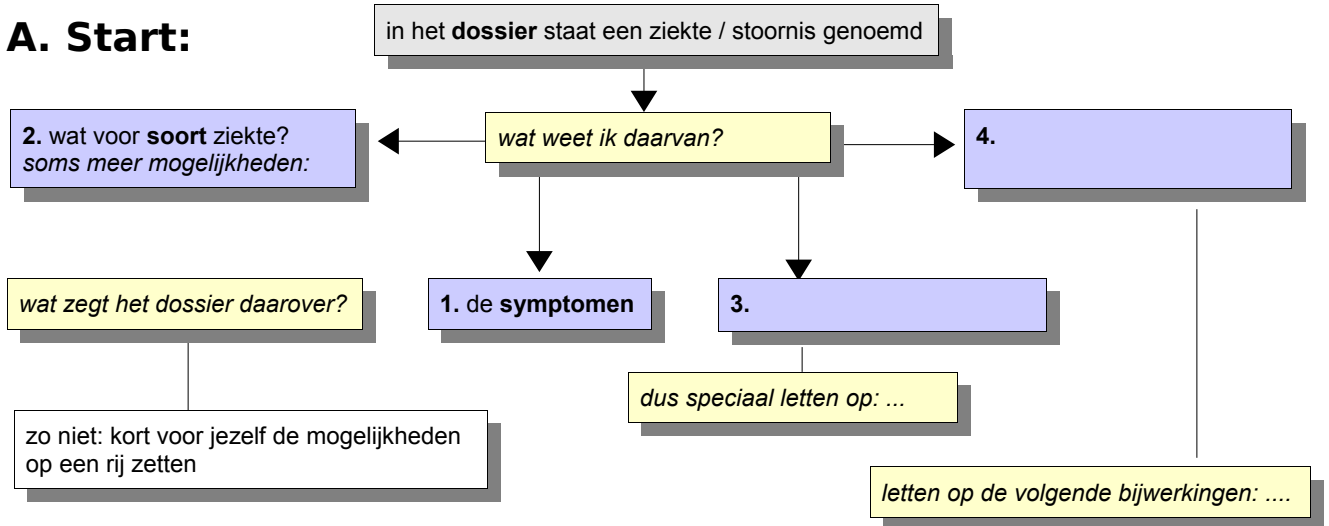 A. Start:
in het dossier staat een ziekte / stoornis genoemd
2. wat voor soort ziekte?
soms meer mogelijkheden:
wat weet ik daarvan?
4.
wat zegt het dossier daarover?
1. de symptomen
3.
dus speciaal letten op: ...
zo niet: kort voor jezelf de mogelijkheden
op een rij zetten
letten op de volgende bijwerkingen: ....